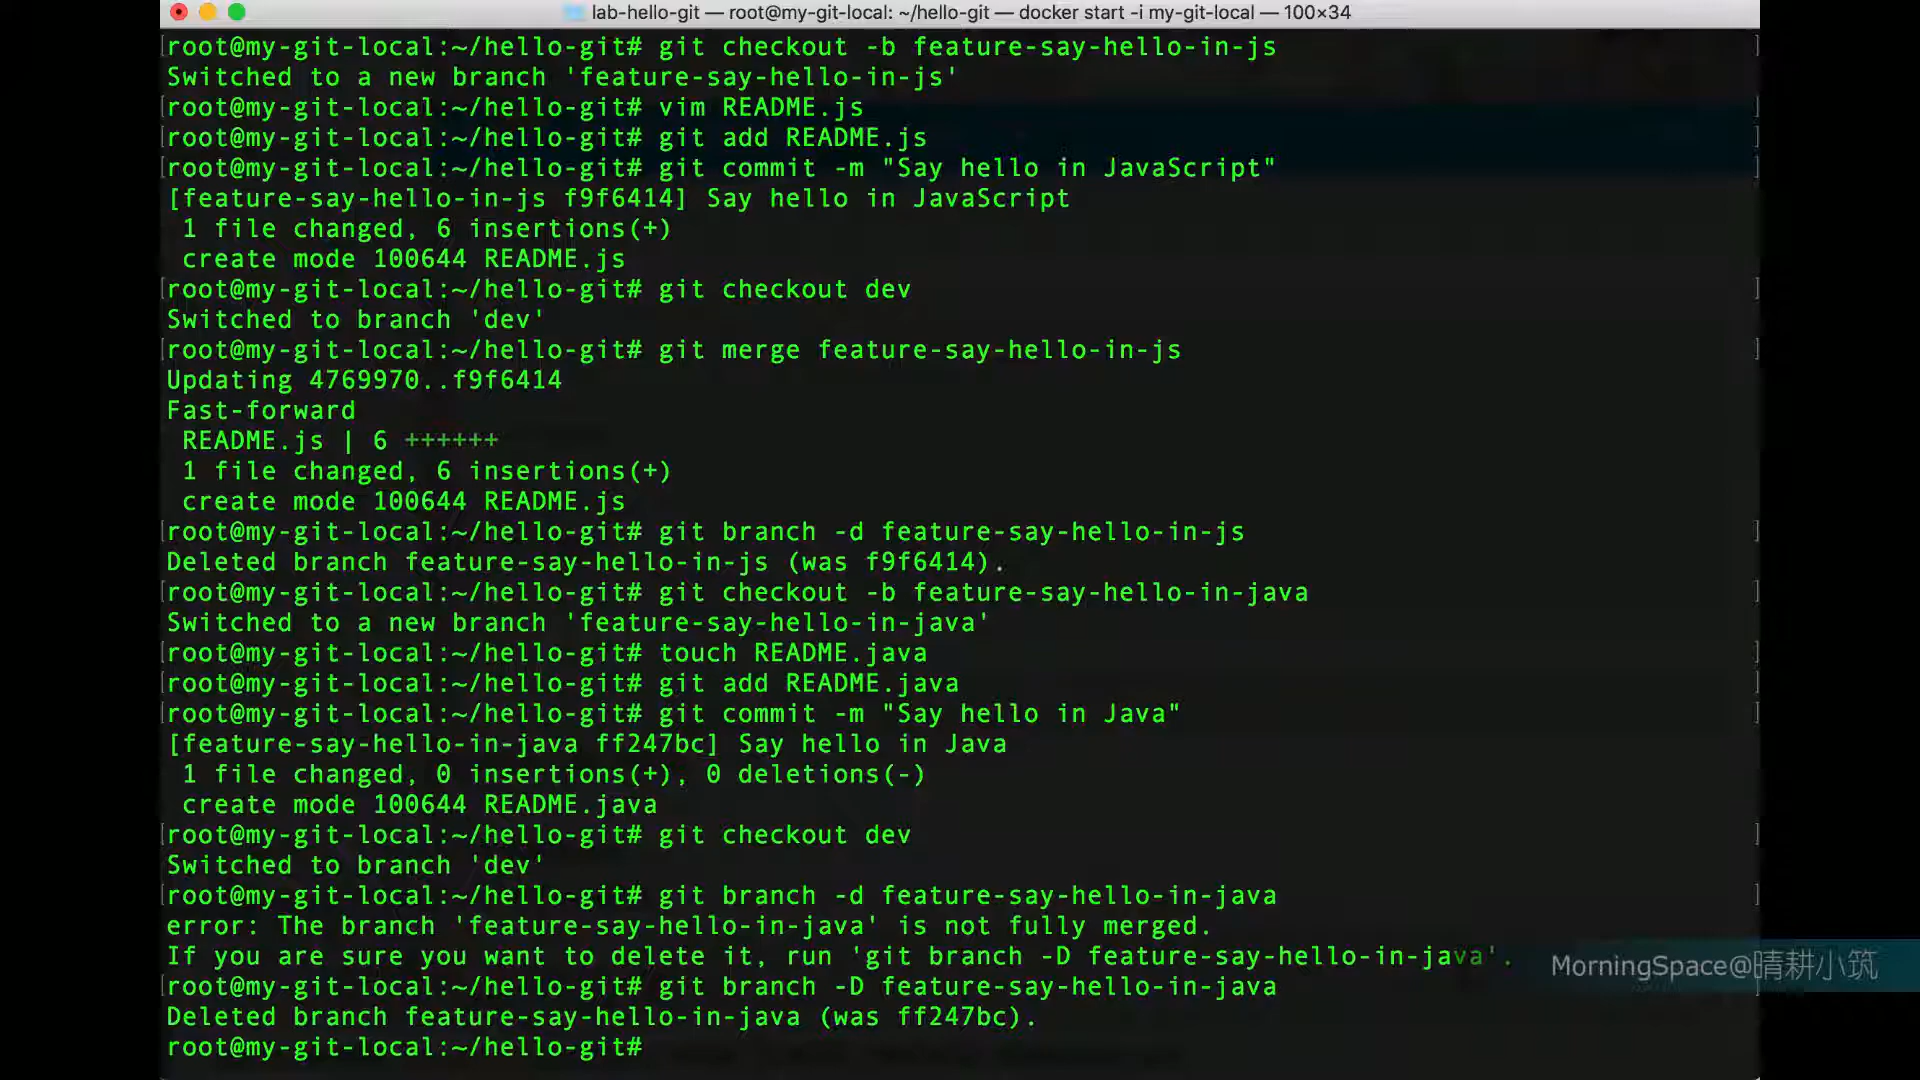 lab-hello-git — root@my-git-local: ~/hello-git — docker start -i my-git-local — 100×34
[root@my-git-local:~/hello-git# git checkout -b feature-say-hello-in-js ]
Switched to a new branch 'feature-say-hello-in-js'
[root@my-git-local:~/hello-git# vim README.js ]
[root@my-git-local:~/hello-git# git add README.js ]
[root@my-git-local:~/hello-git# git commit -m "Say hello in JavaScript" ]
[feature-say-hello-in-js f9f6414] Say hello in JavaScript
 1 file changed, 6 insertions(+)
 create mode 100644 README.js
[root@my-git-local:~/hello-git# git checkout dev ]
Switched to branch 'dev'
[root@my-git-local:~/hello-git# git merge feature-say-hello-in-js ]
Updating 4769970..f9f6414
Fast-forward
 README.js | 6 ++++++
 1 file changed, 6 insertions(+)
 create mode 100644 README.js
[root@my-git-local:~/hello-git# git branch -d feature-say-hello-in-js ]
Deleted branch feature-say-hello-in-js (was f9f6414).
[root@my-git-local:~/hello-git# git checkout -b feature-say-hello-in-java ]
Switched to a new branch 'feature-say-hello-in-java'
[root@my-git-local:~/hello-git# touch README.java ]
[root@my-git-local:~/hello-git# git add README.java ]
[root@my-git-local:~/hello-git# git commit -m "Say hello in Java" ]
[feature-say-hello-in-java ff247bc] Say hello in Java
 1 file changed, 0 insertions(+), 0 deletions(-)
 create mode 100644 README.java
[root@my-git-local:~/hello-git# git checkout dev ]
Switched to branch 'dev'
[root@my-git-local:~/hello-git# git branch -d feature-say-hello-in-java ]
error: The branch 'feature-say-hello-in-java' is not fully merged.
If you are sure you want to delete it, run 'git branch -D feature-say-hello-in-java'.
MorningSpace@晴耕小筑
[root@my-git-local:~/hello-git# git branch -D feature-say-hello-in-java ]
Deleted branch feature-say-hello-in-java (was ff247bc).
root@my-git-local:~/hello-git#